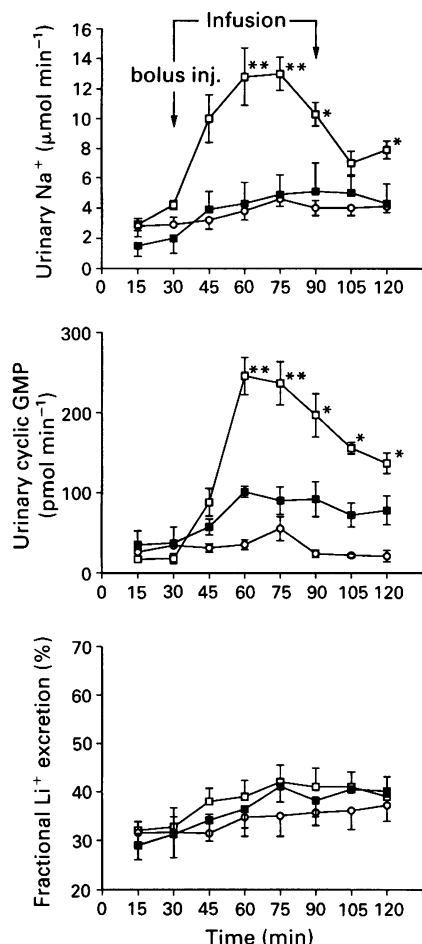 Infusion
bolus inj.
Urinary Na⁺ (μmol min⁻¹)
16
14
12
10
8
6
4
2
0
** ** * *
0 15 30 45 60 75 90 105 120
Urinary cyclic GMP
(pmol min⁻¹)
300
200
100
0
** ** * * *
0 15 30 45 60 75 90 105 120
Fractional Li⁺ excretion (%)
70
60
50
40
30
20
0 15 30 45 60 75 90 105 120
Time (min)